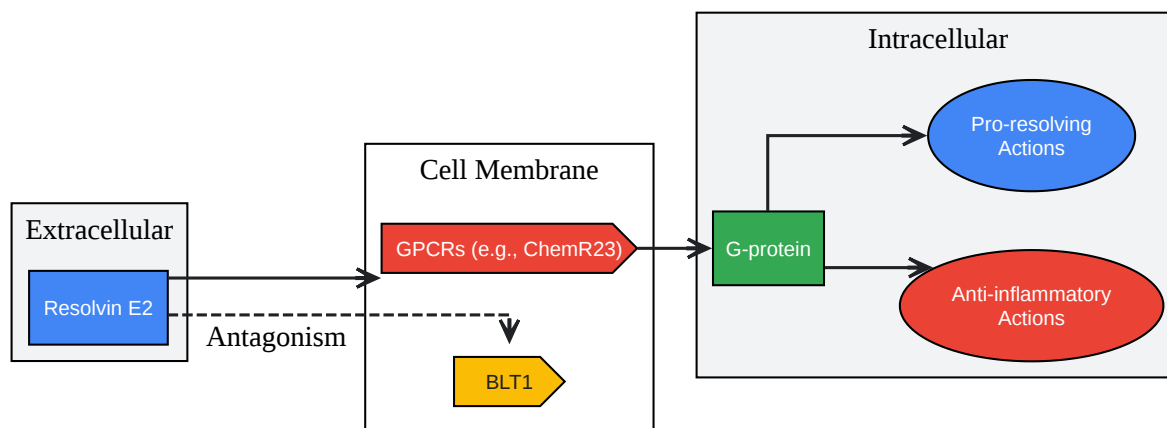 Intracellular
Pro-resolving
Actions
Cell Membrane
Extracellular
GPCRs (e.g., ChemR23)
G-protein
Resolvin E2
Anti-inflammatory
Actions
Antagonism
BLT1